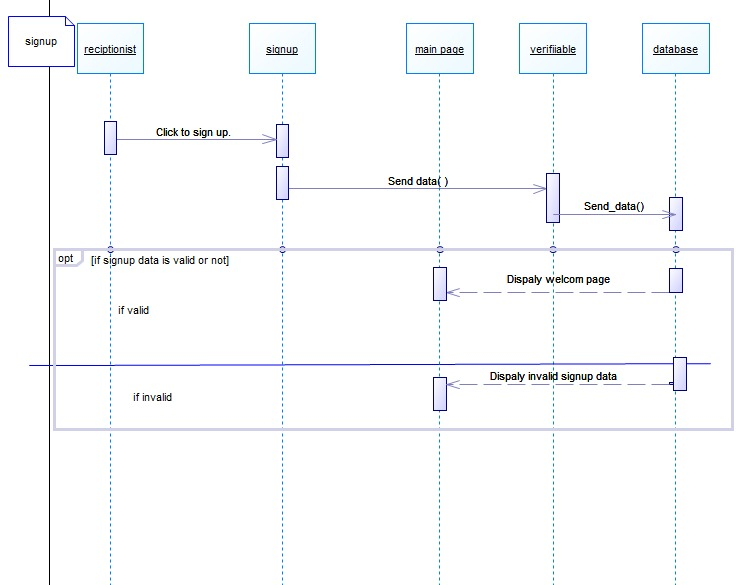 signup
reciptionist
signup
main page
verifiiable
database
Click to sign up.
Send data( )
Send_data()
opt
[if signup data is valid or not]
Dispaly welcom page
if valid
Dispaly invalid signup data
if invalid